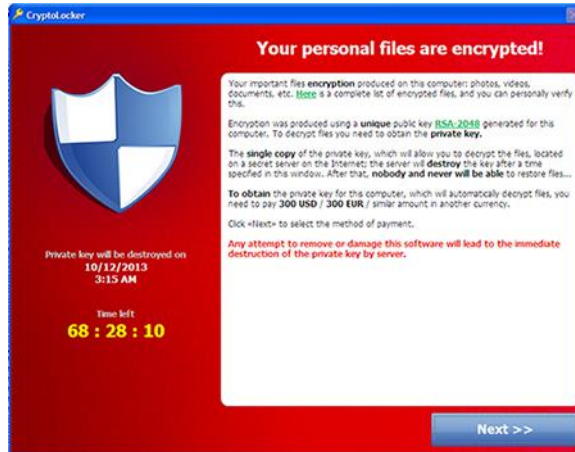 CryptoLocker
Your personal files are encrypted!
Your important files encryption produced on this computer: photos, videos,
documents, etc. Here is a complete list of encrypted files, and you can personally verify
this.
Encryption was produced using a unique public key RSA-2048 generated for this
computer. To decrypt files you need to obtain the private key.
The single copy of the private key, which will allow you to decrypt the files, located
on a secret server on the Internet; the server will destroy the key after a time
specified in this window. After that, nobody and never will be able to restore files...
To obtain the private key for this computer, which will automatically decrypt files, you
need to pay 300 USD / 300 EUR / similar amount in another currency.
Click «Next» to select the method of payment.
Any attempt to remove or damage this software will lead to the immediate
destruction of the private key by server.
Private key will be destroyed on
10/12/2013
3:15 AM
Time left
68 : 28 : 10
Next >>